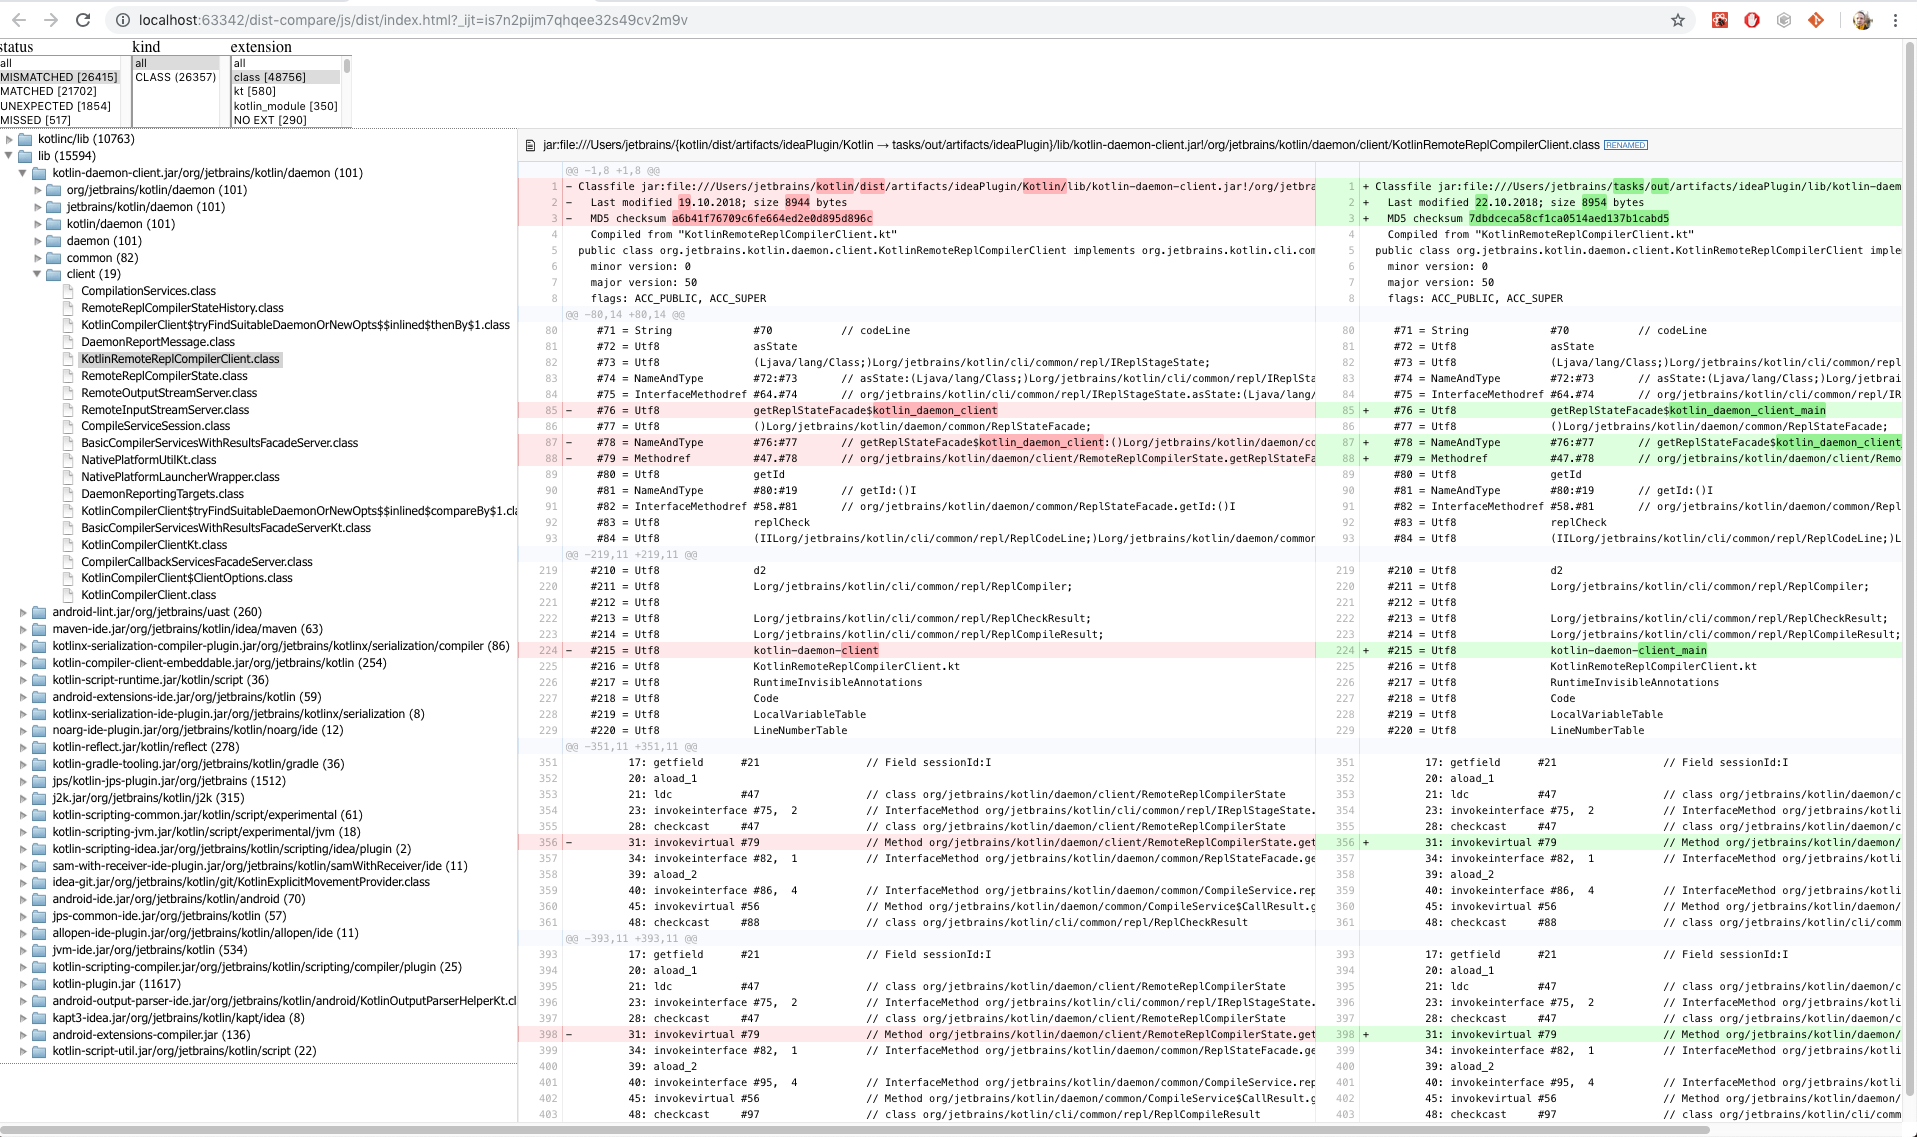 localhost:63342/dist-compare/js/dist/index.html?_ijt=is7n2pijm7qhqee32s49cv2m9v
status kind extension
all all all
MISMATCHED [26415] CLASS (26357) class [48756]
MATCHED [21702] kt [580]
UNEXPECTED [1854] kotlin_module [350]
MISSED [517] NO EXT [290]
kotlinc/lib (10763)
lib (15594)
kotlin-daemon-client.jar/org/jetbrains/kotlin/daemon (101)
org/jetbrains/kotlin/daemon (101)
jetbrains/kotlin/daemon (101)
kotlin/daemon (101)
daemon (101)
common (82)
client (19)
CompilationServices.class
RemoteReplCompilerStateHistory.class
KotlinCompilerClient$tryFindSuitableDaemonOrNewOpts$$inlined$thenBy$1.class
DaemonReportMessage.class
KotlinRemoteReplCompilerClient.class
RemoteReplCompilerState.class
RemoteOutputStreamServer.class
RemoteInputStreamServer.class
CompileServiceSession.class
BasicCompilerServicesWithResultsFacadeServer.class
NativePlatformUtilKt.class
NativePlatformLauncherWrapper.class
DaemonReportingTargets.class
KotlinCompilerClient$tryFindSuitableDaemonOrNewOpts$$inlined$compareBy$1.cla
BasicCompilerServicesWithResultsFacadeServerKt.class
KotlinCompilerClientKt.class
CompilerCallbackServicesFacadeServer.class
KotlinCompilerClient$ClientOptions.class
KotlinCompilerClient.class
android-lint.jar/org/jetbrains/uast (260)
maven-ide.jar/org/jetbrains/kotlin/idea/maven (63)
kotlinx-serialization-compiler-plugin.jar/org/jetbrains/kotlinx/serialization/compiler (86)
kotlin-compiler-client-embeddable.jar/org/jetbrains/kotlin (254)
kotlin-script-runtime.jar/kotlin/script (36)
android-extensions-ide.jar/org/jetbrains/kotlin (59)
kotlinx-serialization-ide-plugin.jar/org/jetbrains/kotlinx/serialization (8)
noarg-ide-plugin.jar/org/jetbrains/kotlin/noarg/ide (12)
kotlin-reflect.jar/kotlin/reflect (278)
kotlin-gradle-tooling.jar/org/jetbrains/kotlin/gradle (36)
jps/kotlin-jps-plugin.jar/org/jetbrains (1512)
j2k.jar/org/jetbrains/kotlin/j2k (315)
kotlin-scripting-common.jar/kotlin/script/experimental (61)
kotlin-scripting-jvm.jar/kotlin/script/experimental/jvm (18)
kotlin-scripting-idea.jar/kotlin/scripting/idea/plugin (2)
sam-with-receiver-ide-plugin.jar/org/jetbrains/kotlin/samWithReceiver/ide (11)
idea-git.jar/org/jetbrains/kotlin/git/KotlinExplicitMovementProvider.class
android-ide.jar/org/jetbrains/kotlin/android (70)
jps-common-ide.jar/org/jetbrains/kotlin (57)
allopen-ide-plugin.jar/org/jetbrains/kotlin/allopen/ide (11)
jvm-ide.jar/org/jetbrains/kotlin (534)
kotlin-scripting-compiler.jar/org/jetbrains/kotlin/scripting/compiler/plugin (25)
kotlin-plugin.jar (11617)
android-output-parser-ide.jar/org/jetbrains/kotlin/android/KotlinOutputParserHelperKt.cl
kapt3-idea.jar/org/jetbrains/kotlin/kapt/idea (8)
android-extensions-compiler.jar (136)
kotlin-script-util.jar/org/jetbrains/kotlin/script (22)
jar:file:///Users/jetbrains/{kotlin/dist/artifacts/ideaPlugin/Kotlin → tasks/out/artifacts/ideaPlugin}/lib/kotlin-daemon-client.jar!/org/jetbrains/kotlin/daemon/client/KotlinRemoteReplCompilerClient.class RENAMED
@@ -1,8 +1,8 @@
1 - Classfile jar:file:///Users/jetbrains/kotlin/dist/artifacts/ideaPlugin/Kotlin/lib/kotlin-daemon-client.jar!/org/jetbra
2 - Last modified 19.10.2018; size 8944 bytes
3 - MD5 checksum a6b41f76709c6fe664ed2e0d895d896c
4 Compiled from "KotlinRemoteReplCompilerClient.kt"
5 public class org.jetbrains.kotlin.daemon.client.KotlinRemoteReplCompilerClient implements org.jetbrains.kotlin.cli.com
6 minor version: 0
7 major version: 50
8 flags: ACC_PUBLIC, ACC_SUPER
@@ -80,14 +80,14 @@
80 #71 = String #70 // codeLine
81 #72 = Utf8 asState
82 #73 = Utf8 (Ljava/lang/Class;)Lorg/jetbrains/kotlin/cli/common/repl/IReplStageState;
83 #74 = NameAndType #72:#73 // asState:(Ljava/lang/Class;)Lorg/jetbrains/kotlin/cli/common/repl/IReplSta
84 #75 = InterfaceMethodref #64.#74 // org/jetbrains/kotlin/cli/common/repl/IReplStageState.asState:(Ljava/lang/
85 - #76 = Utf8 getReplStateFacade$kotlin_daemon_client
86 #77 = Utf8 ()Lorg/jetbrains/kotlin/daemon/common/ReplStateFacade;
87 - #78 = NameAndType #76:#77 // getReplStateFacade$kotlin_daemon_client:()Lorg/jetbrains/kotlin/daemon/co
88 - #79 = Methodref #47.#78 // org/jetbrains/kotlin/daemon/client/RemoteReplCompilerState.getReplStateFa
89 #80 = Utf8 getId
90 #81 = NameAndType #80:#19 // getId:()I
91 #82 = InterfaceMethodref #58.#81 // org/jetbrains/kotlin/daemon/common/ReplStateFacade.getId:()I
92 #83 = Utf8 replCheck
93 #84 = Utf8 (IILorg/jetbrains/kotlin/cli/common/repl/ReplCodeLine;)Lorg/jetbrains/kotlin/daemon/common
@@ -219,11 +219,11 @@
219 #210 = Utf8 d2
220 #211 = Utf8 Lorg/jetbrains/kotlin/cli/common/repl/ReplCompiler;
221 #212 = Utf8
222 #213 = Utf8 Lorg/jetbrains/kotlin/cli/common/repl/ReplCheckResult;
223 #214 = Utf8 Lorg/jetbrains/kotlin/cli/common/repl/ReplCompileResult;
224 - #215 = Utf8 kotlin-daemon-client
225 #216 = Utf8 KotlinRemoteReplCompilerClient.kt
226 #217 = Utf8 RuntimeInvisibleAnnotations
227 #218 = Utf8 Code
228 #219 = Utf8 LocalVariableTable
229 #220 = Utf8 LineNumberTable
@@ -351,11 +351,11 @@
351 17: getfield #21 // Field sessionId:I
352 20: aload_1
353 21: ldc #47 // class org/jetbrains/kotlin/daemon/client/RemoteReplCompilerState
354 23: invokeinterface #75, 2 // InterfaceMethod org/jetbrains/kotlin/cli/common/repl/IReplStageState.
355 28: checkcast #47 // class org/jetbrains/kotlin/daemon/client/RemoteReplCompilerState
356 - 31: invokevirtual #79 // Method org/jetbrains/kotlin/daemon/client/RemoteReplCompilerState.get
357 34: invokeinterface #82, 1 // InterfaceMethod org/jetbrains/kotlin/daemon/common/ReplStateFacade.ge
358 39: aload_2
359 40: invokeinterface #86, 4 // InterfaceMethod org/jetbrains/kotlin/daemon/common/CompileService.rep
360 45: invokevirtual #56 // Method org/jetbrains/kotlin/daemon/common/CompileService$CallResult.g
361 48: checkcast #88 // class org/jetbrains/kotlin/cli/common/repl/ReplCheckResult
@@ -393,11 +393,11 @@
393 17: getfield #21 // Field sessionId:I
394 20: aload_1
395 21: ldc #47 // class org/jetbrains/kotlin/daemon/client/RemoteReplCompilerState
396 23: invokeinterface #75, 2 // InterfaceMethod org/jetbrains/kotlin/cli/common/repl/IReplStageState.
397 28: checkcast #47 // class org/jetbrains/kotlin/daemon/client/RemoteReplCompilerState
398 - 31: invokevirtual #79 // Method org/jetbrains/kotlin/daemon/client/RemoteReplCompilerState.get
399 34: invokeinterface #82, 1 // InterfaceMethod org/jetbrains/kotlin/daemon/common/ReplStateFacade.ge
400 39: aload_2
401 40: invokeinterface #95, 4 // InterfaceMethod org/jetbrains/kotlin/daemon/common/CompileService.rep
402 45: invokevirtual #56 // Method org/jetbrains/kotlin/daemon/common/CompileService$CallResult.g
403 48: checkcast #97 // class org/jetbrains/kotlin/cli/common/repl/ReplCompileResult
1 + Classfile jar:file:///Users/jetbrains/tasks/out/artifacts/ideaPlugin/lib/kotlin-daem
2 + Last modified 22.10.2018; size 8954 bytes
3 + MD5 checksum 7dbdceca58cf1ca0514aed137b1cabd5
4 Compiled from "KotlinRemoteReplCompilerClient.kt"
5 public class org.jetbrains.kotlin.daemon.client.KotlinRemoteReplCompilerClient imple
6 minor version: 0
7 major version: 50
8 flags: ACC_PUBLIC, ACC_SUPER
80 #71 = String #70 // codeLine
81 #72 = Utf8 asState
82 #73 = Utf8 (Ljava/lang/Class;)Lorg/jetbrains/kotlin/cli/common/repl
83 #74 = NameAndType #72:#73 // asState:(Ljava/lang/Class;)Lorg/jetbrain
84 #75 = InterfaceMethodref #64.#74 // org/jetbrains/kotlin/cli/common/repl/IRe
85 + #76 = Utf8 getReplStateFacade$kotlin_daemon_client_main
86 #77 = Utf8 ()Lorg/jetbrains/kotlin/daemon/common/ReplStateFacade;
87 + #78 = NameAndType #76:#77 // getReplStateFacade$kotlin_daemon_client_
88 + #79 = Methodref #47.#78 // org/jetbrains/kotlin/daemon/client/Remo
89 #80 = Utf8 getId
90 #81 = NameAndType #80:#19 // getId:()I
91 #82 = InterfaceMethodref #58.#81 // org/jetbrains/kotlin/daemon/common/Repl
92 #83 = Utf8 replCheck
93 #84 = Utf8 (IILorg/jetbrains/kotlin/cli/common/repl/ReplCodeLine;)L
219 #210 = Utf8 d2
220 #211 = Utf8 Lorg/jetbrains/kotlin/cli/common/repl/ReplCompiler;
221 #212 = Utf8
222 #213 = Utf8 Lorg/jetbrains/kotlin/cli/common/repl/ReplCheckResult;
223 #214 = Utf8 Lorg/jetbrains/kotlin/cli/common/repl/ReplCompileResult;
224 + #215 = Utf8 kotlin-daemon-client_main
225 #216 = Utf8 KotlinRemoteReplCompilerClient.kt
226 #217 = Utf8 RuntimeInvisibleAnnotations
227 #218 = Utf8 Code
228 #219 = Utf8 LocalVariableTable
229 #220 = Utf8 LineNumberTable
351 17: getfield #21 // Field sessionId:I
352 20: aload_1
353 21: ldc #47 // class org/jetbrains/kotlin/daemon/c
354 23: invokeinterface #75, 2 // InterfaceMethod org/jetbrains/kotli
355 28: checkcast #47 // class org/jetbrains/kotlin/daemon/c
356 + 31: invokevirtual #79 // Method org/jetbrains/kotlin/daemon/
357 34: invokeinterface #82, 1 // InterfaceMethod org/jetbrains/kotli
358 39: aload_2
359 40: invokeinterface #86, 4 // InterfaceMethod org/jetbrains/kotli
360 45: invokevirtual #56 // Method org/jetbrains/kotlin/daemon/
361 48: checkcast #88 // class org/jetbrains/kotlin/cli/comm
393 17: getfield #21 // Field sessionId:I
394 20: aload_1
395 21: ldc #47 // class org/jetbrains/kotlin/daemon/c
396 23: invokeinterface #75, 2 // InterfaceMethod org/jetbrains/kotli
397 28: checkcast #47 // class org/jetbrains/kotlin/daemon/c
398 + 31: invokevirtual #79 // Method org/jetbrains/kotlin/daemon/
399 34: invokeinterface #82, 1 // InterfaceMethod org/jetbrains/kotli
400 39: aload_2
401 40: invokeinterface #95, 4 // InterfaceMethod org/jetbrains/kotli
402 45: invokevirtual #56 // Method org/jetbrains/kotlin/daemon/
403 48: checkcast #97 // class org/jetbrains/kotlin/cli/comm